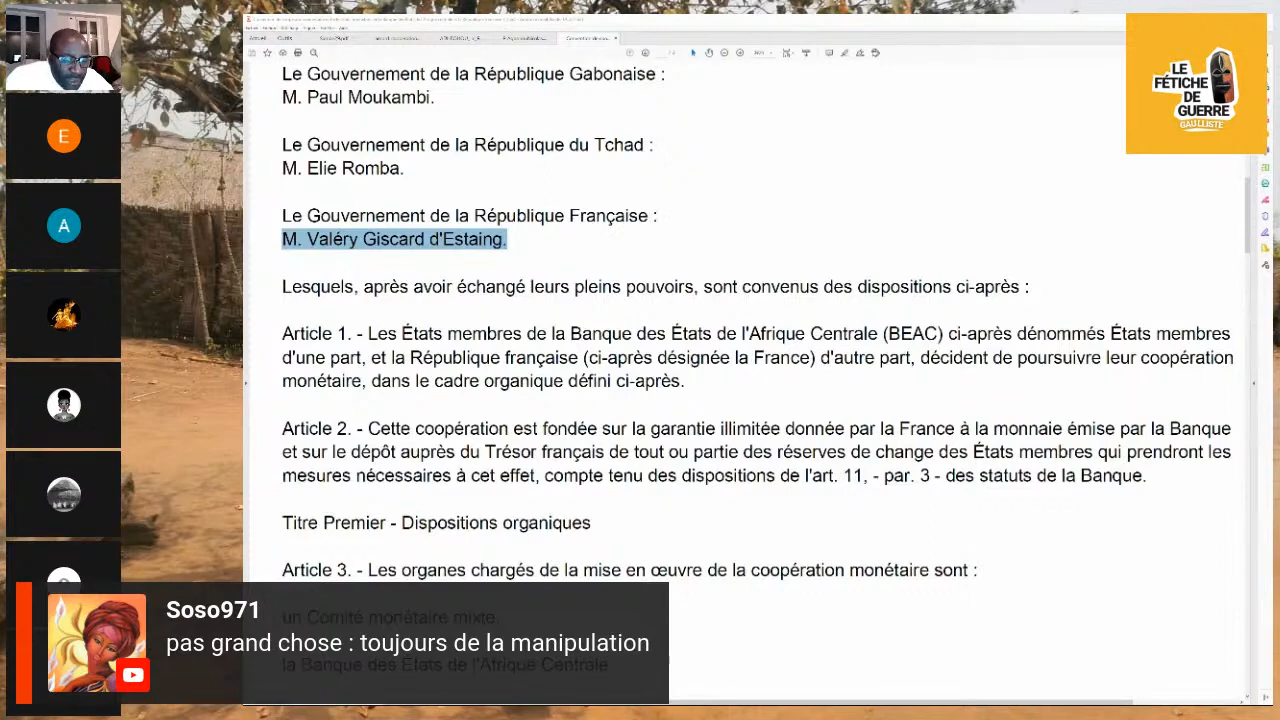 Le Gouvernement de la République Gabonaise :
M. Paul Moukambi.
Le Gouvernement de la République du Tchad :
M. Elie Romba.
Le Gouvernement de la République Française :
M. Valéry Giscard d'Estaing.
Lesquels, après avoir échangé leurs pleins pouvoirs, sont convenus des dispositions ci-après :
Article 1. - Les États membres de la Banque des États de l'Afrique Centrale (BEAC) ci-après dénommés États membres
d'une part, et la République française (ci-après désignée la France) d'autre part, décident de poursuivre leur coopération
monétaire, dans le cadre organique défini ci-après.
Article 2. - Cette coopération est fondée sur la garantie illimitée donnée par la France à la monnaie émise par la Banque
et sur le dépôt auprès du Trésor français de tout ou partie des réserves de change des États membres qui prendront les
mesures nécessaires à cet effet, compte tenu des dispositions de l'art. 11, - par. 3 - des statuts de la Banque.
Titre Premier - Dispositions organiques
Article 3. - Les organes chargés de la mise en œuvre de la coopération monétaire sont :
un Comité monétaire mixte.
la Banque des États de l'Afrique Centrale
LE
FÉTICHE
DE
GUERRE
GAULLISTE
E
A
Soso971
pas grand chose : toujours de la manipulation